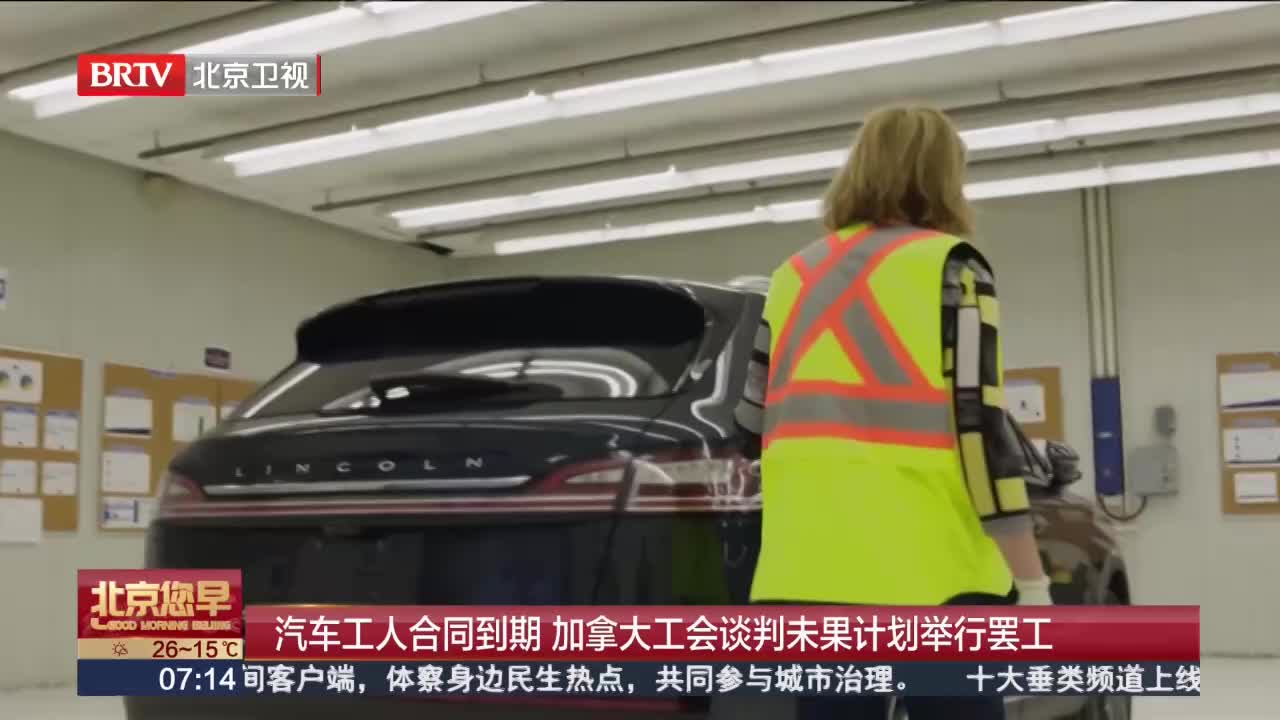 BRTV 北京卫视
LINCOLN
北京您早
GOOD MORNING BEIJING
汽车工人合同到期 加拿大工会谈判未果计划举行罢工
26~15℃
07:14
间客户端，体察身边民生热点，共同参与城市治理。 十大垂类频道上线